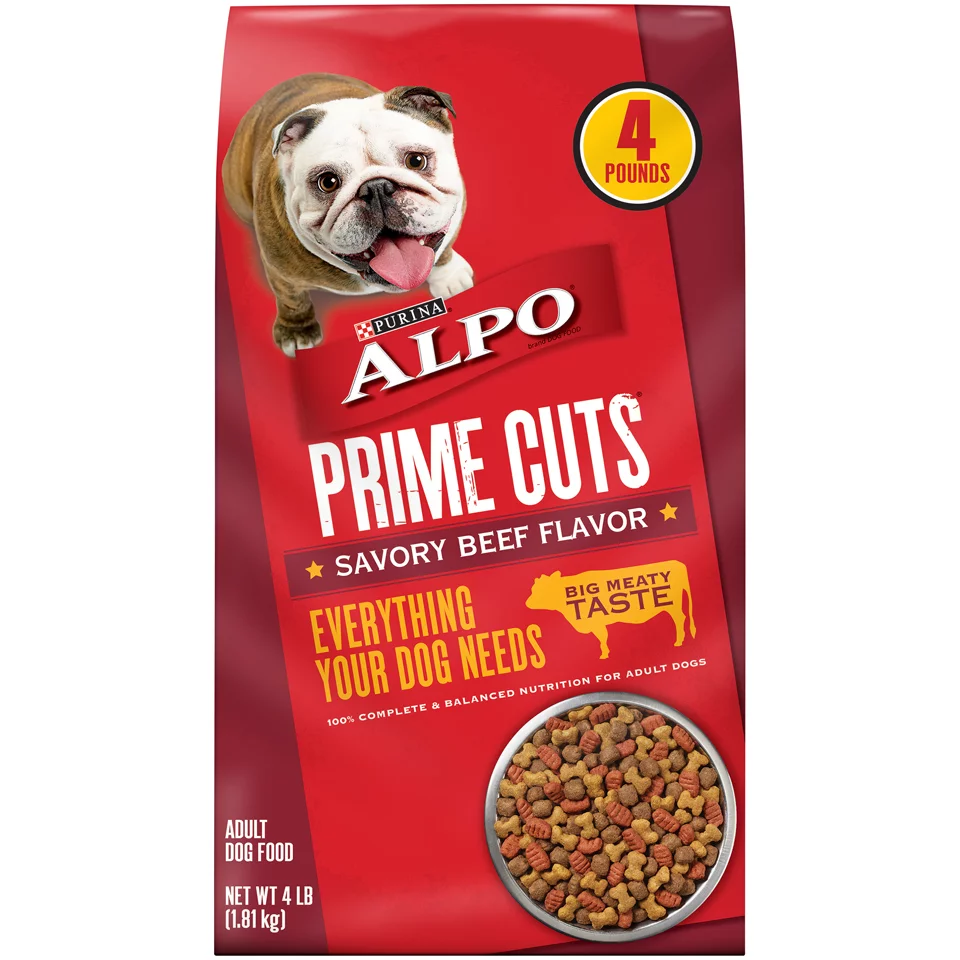 4
POUNDS
PURINA®
ALPO®
brand DOG FOOD
PRIME CUTS®
SAVORY BEEF FLAVOR
EVERYTHING
YOUR DOG NEEDS
BIG MEATY
TASTE
100% COMPLETE & BALANCED NUTRITION FOR ADULT DOGS
ADULT
DOG FOOD
NET WT 4 LB
(1.81 kg)